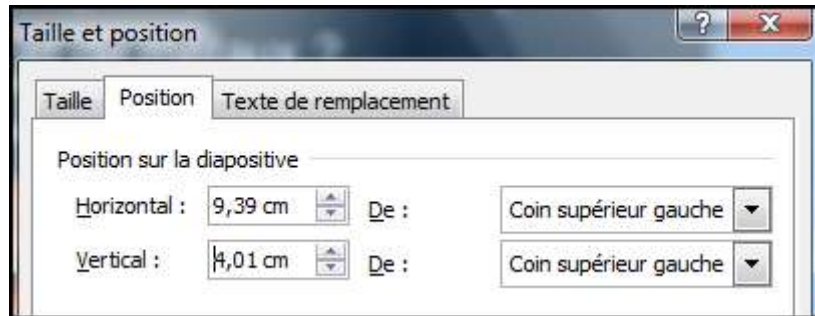 Taille et position
Taille Position Texte de remplacement
Position sur la diapositive
Horizontal : 9,39 cm De : Coin supérieur gauche
Vertical : 4,01 cm De : Coin supérieur gauche